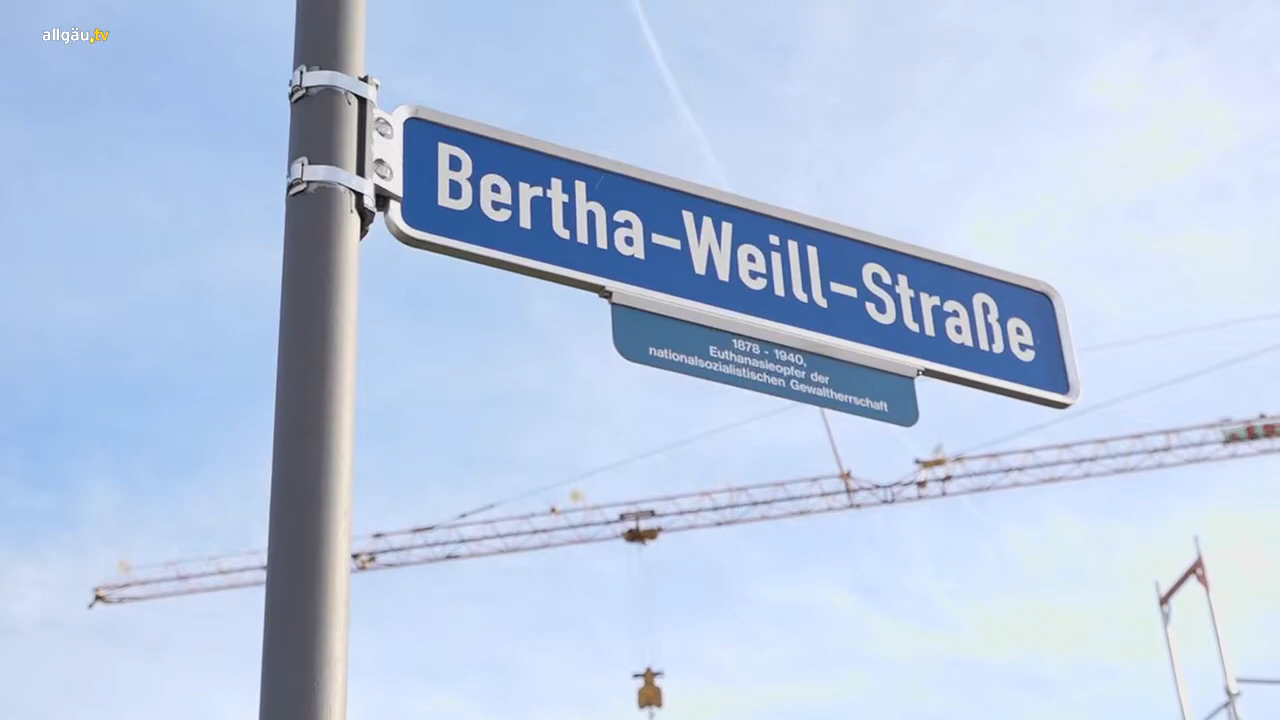 allgäu.tv
Bertha-Weill-Straße
1878 - 1940,
Euthanasieopfer der
nationalsozialistischen Gewaltherrschaft